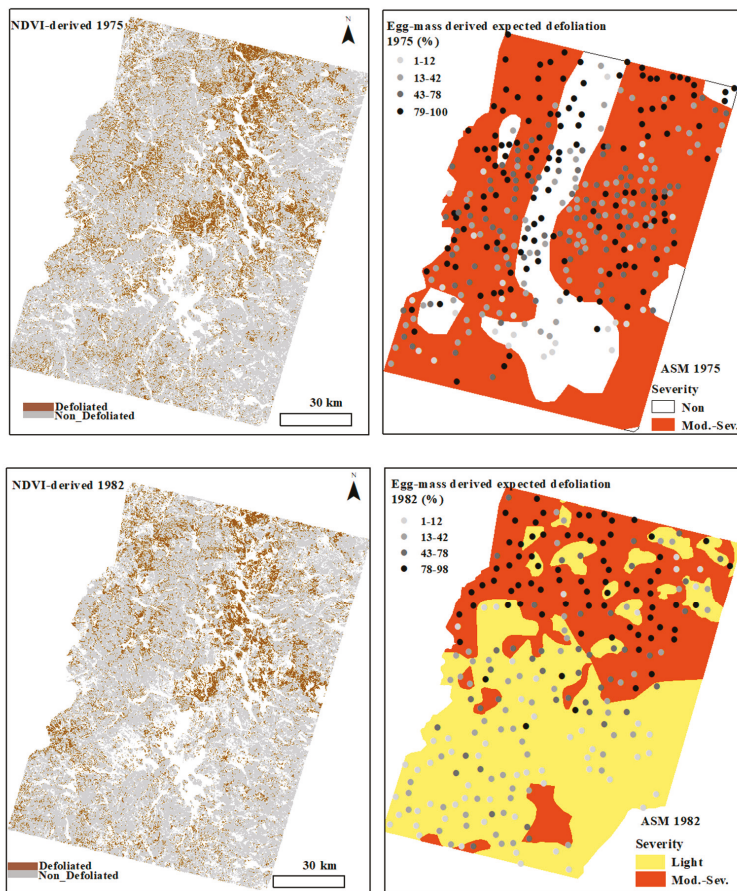 NDVI-derived 1975
N
Defoliated
Non_Defoliated
30 km
Egg-mass derived expected defoliation
1975 (%)
1-12
13-42
43-78
79-100
ASM 1975
Severity
Non
Mod.-Sev.
NDVI-derived 1982
N
Defoliated
Non_Defoliated
30 km
Egg-mass derived expected defoliation
1982 (%)
1-12
13-42
43-78
78-98
ASM 1982
Severity
Light
Mod.-Sev.